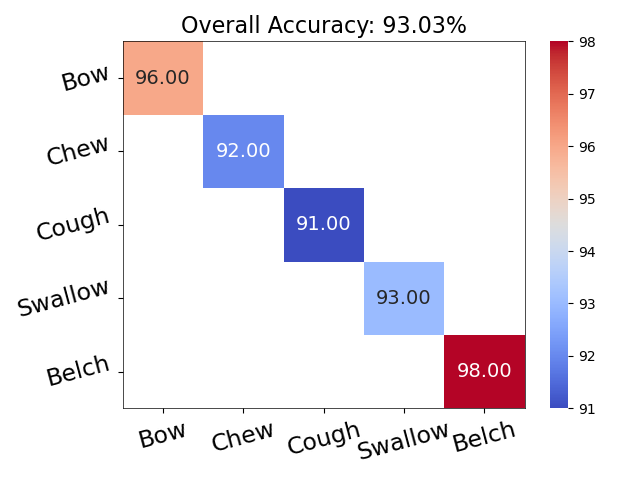 Overall Accuracy: 93.03%
Bow
96.00
Chew
92.00
Cough
91.00
Swallow
93.00
Belch
98.00
Bow Chew Cough Swallow Belch
98
97
96
95
94
93
92
91